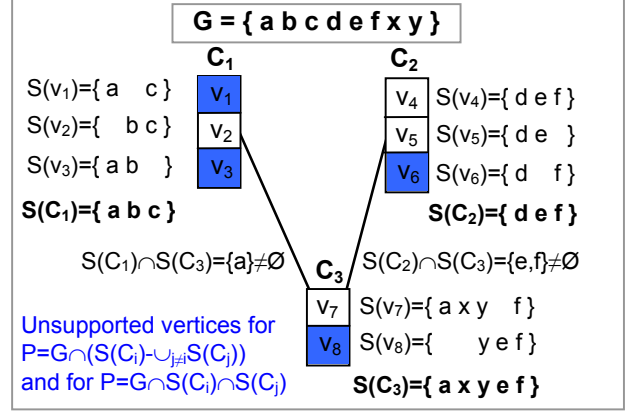 G = { a b c d e f x y }
C₁ C₂
S(v₁)={ a c } v₁ v₄ S(v₄)={ d e f }
S(v₂)={ b c } v₂ v₅ S(v₅)={ d e }
S(v₃)={ a b } v₃ v₆ S(v₆)={ d f }
S(C₁)={ a b c } S(C₂)={ d e f }
S(C₁)∩S(C₃)={a}≠Ø C₃ S(C₂)∩S(C₃)={e,f}≠Ø
v₇ S(v₇)={ a x y f }
v₈ S(v₈)={ y e f }
S(C₃)={ a x y e f }
Unsupported vertices for
P=G∩(S(Cᵢ)-∪ⱼ≠ᵢS(Cⱼ))
and for P=G∩S(Cᵢ)∩S(Cⱼ)